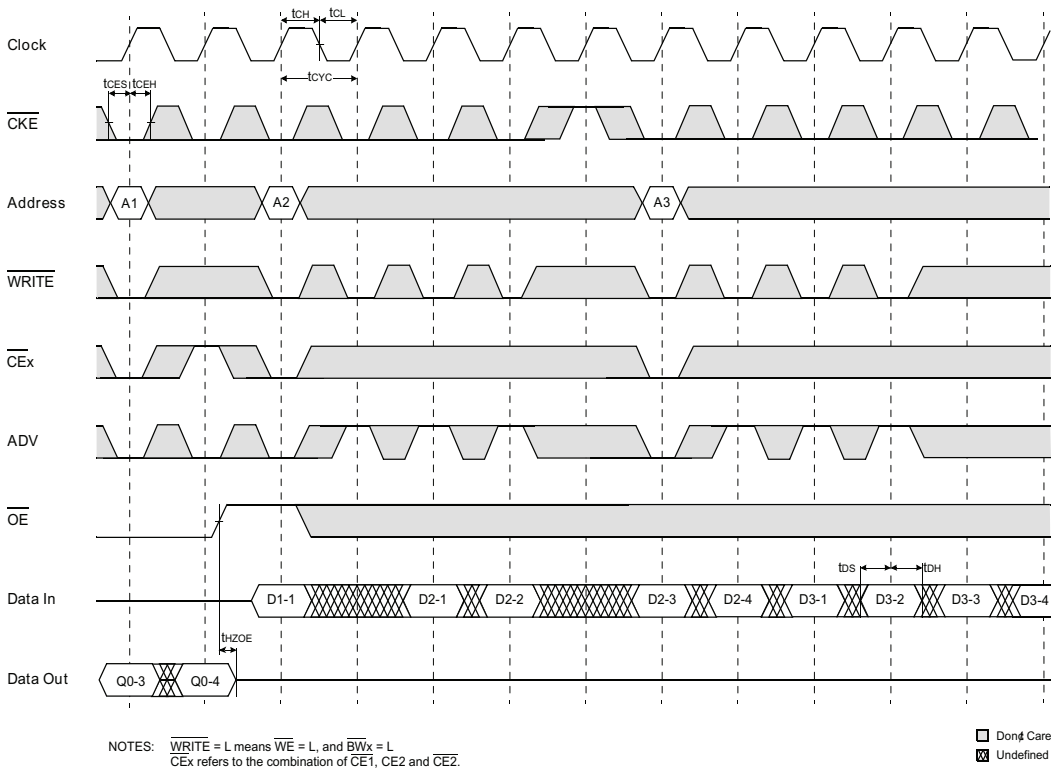 tCH tCL
Clock
tCYC
tCES tCEH
CKE
Address A1 A2 A3
WRITE
CEx
ADV
OE
tDS tDH
Data In D1-1 D2-1 D2-2 D2-3 D2-4 D3-1 D3-2 D3-3 D3-4
tHZOE
Data Out Q0-3 Q0-4
NOTES: WRITE = L means WE = L, and BWx = L
CEx refers to the combination of CE1, CE2 and CE2.
Don¢ Care
Undefined